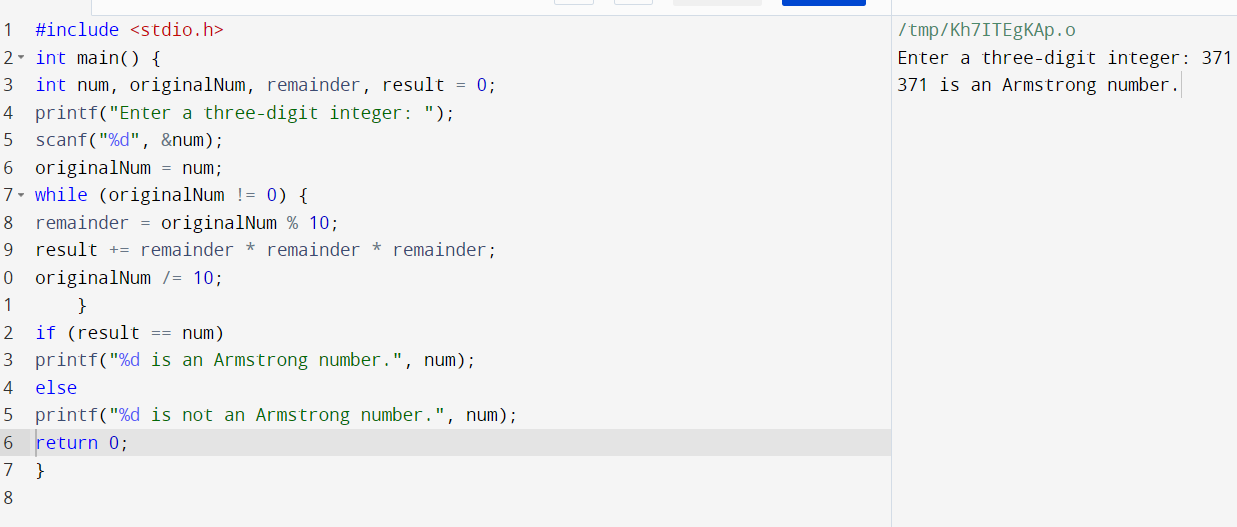 1 #include <stdio.h>
2 int main() {
3 int num, originalNum, remainder, result = 0;
4 printf("Enter a three-digit integer: ");
5 scanf("%d", &num);
6 originalNum = num;
7 while (originalNum != 0) {
8 remainder = originalNum % 10;
9 result += remainder * remainder * remainder;
0 originalNum /= 10;
1     }
2 if (result == num)
3 printf("%d is an Armstrong number.", num);
4 else
5 printf("%d is not an Armstrong number.", num);
6 return 0;
7 }
8
/tmp/Kh7ITEgKAp.o
Enter a three-digit integer: 371
371 is an Armstrong number.